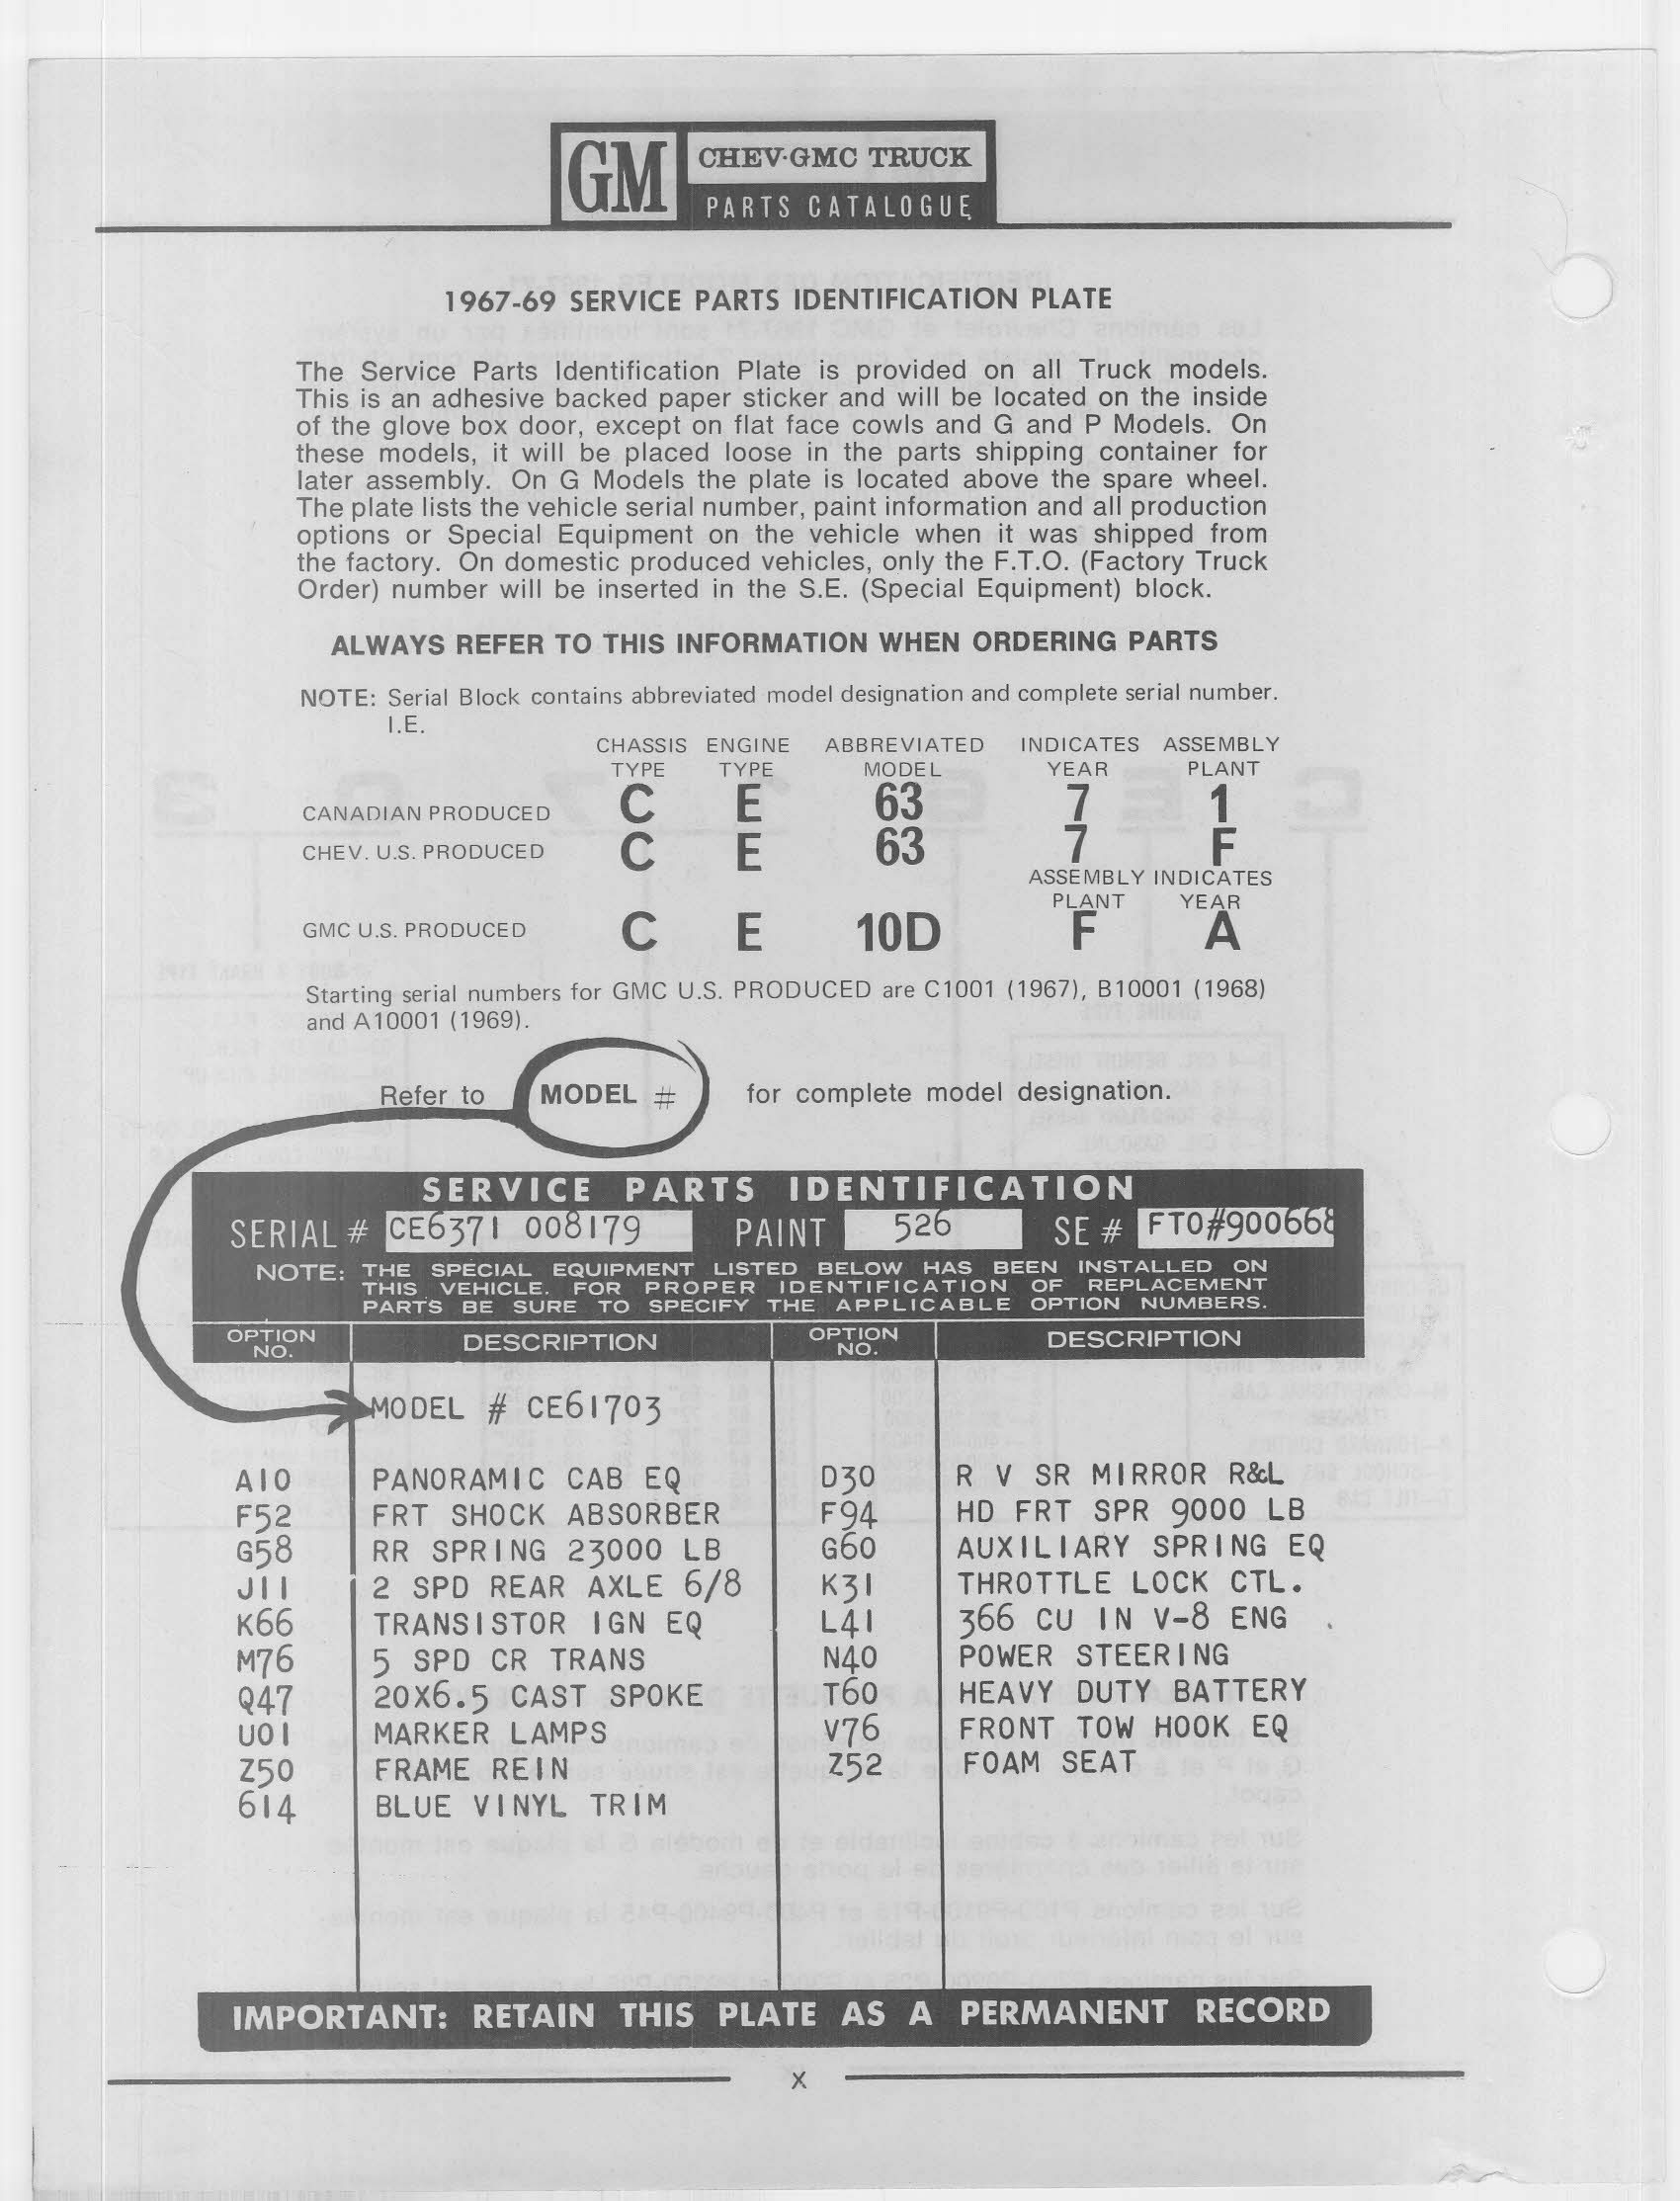 GM
CHEV·GMC TRUCK
PARTS CATALOGUE
1967-69 SERVICE PARTS IDENTIFICATION PLATE
The Service Parts Identification Plate is provided on all Truck models.
This is an adhesive backed paper sticker and will be located on the inside
of the glove box door, except on flat face cowls and G and P Models. On
these models, it will be placed loose in the parts shipping container for
later assembly. On G Models the plate is located above the spare wheel.
The plate lists the vehicle serial number, paint information and all production
options or Special Equipment on the vehicle when it was shipped from
the factory. On domestic produced vehicles, only the F.T.O. (Factory Truck
Order) number will be inserted in the S.E. (Special Equipment) block.
ALWAYS REFER TO THIS INFORMATION WHEN ORDERING PARTS
NOTE: Serial Block contains abbreviated model designation and complete serial number.
I.E.
CHASSIS ENGINE ABBREVIATED INDICATES ASSEMBLY
TYPE TYPE MODEL YEAR PLANT
CANADIAN PRODUCED C E 63 7 1
CHEV. U.S. PRODUCED C E 63 7 F
ASSEMBLY INDICATES
PLANT YEAR
GMC U.S. PRODUCED C E 10D F A
Starting serial numbers for GMC U.S. PRODUCED are C1001 (1967), B10001 (1968)
and A10001 (1969).
Refer to MODEL # for complete model designation.
SERVICE PARTS IDENTIFICATION
SERIAL # CE6371 008179 PAINT 526 SE # FTO#900668
NOTE: THE SPECIAL EQUIPMENT LISTED BELOW HAS BEEN INSTALLED ON
THIS VEHICLE. FOR PROPER IDENTIFICATION OF REPLACEMENT
PARTS BE SURE TO SPECIFY THE APPLICABLE OPTION NUMBERS.
OPTION NO. DESCRIPTION OPTION NO. DESCRIPTION
MODEL # CE61703
A10 PANORAMIC CAB EQ D30 R V SR MIRROR R&L
F52 FRT SHOCK ABSORBER F94 HD FRT SPR 9000 LB
G58 RR SPRING 23000 LB G60 AUXILIARY SPRING EQ
J11 2 SPD REAR AXLE 6/8 K31 THROTTLE LOCK CTL.
K66 TRANSISTOR IGN EQ L41 366 CU IN V-8 ENG
M76 5 SPD CR TRANS N40 POWER STEERING
Q47 20X6.5 CAST SPOKE T60 HEAVY DUTY BATTERY
U01 MARKER LAMPS V76 FRONT TOW HOOK EQ
Z50 FRAME REIN Z52 FOAM SEAT
614 BLUE VINYL TRIM
IMPORTANT: RETAIN THIS PLATE AS A PERMANENT RECORD
X